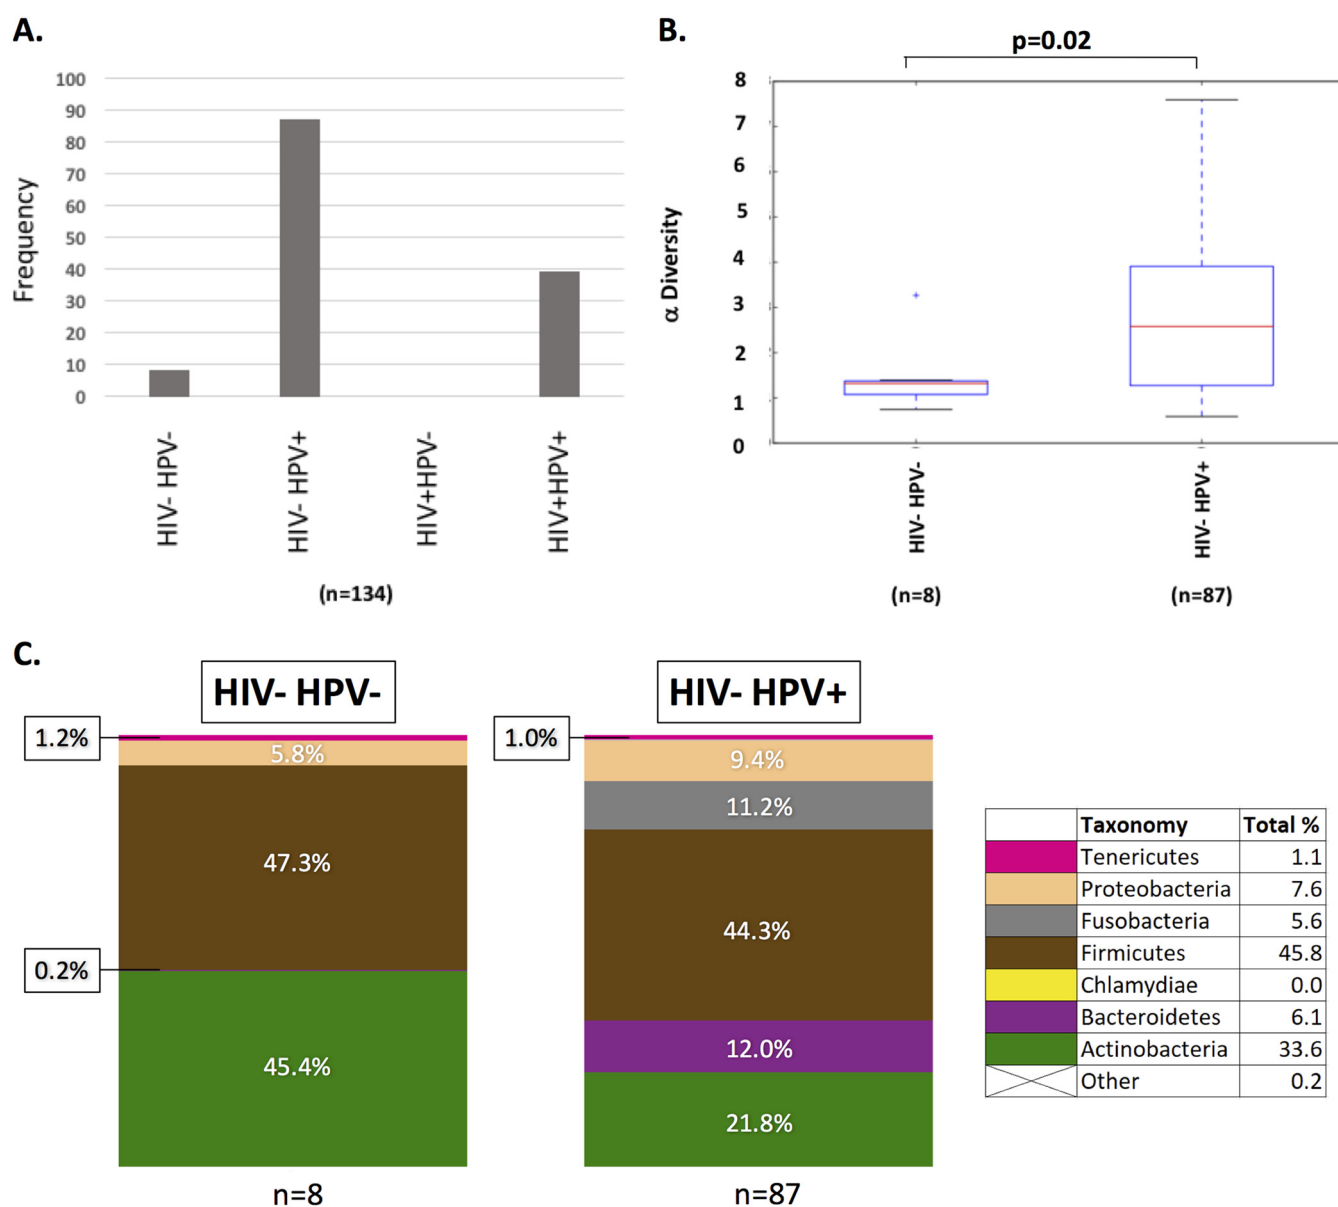 A.
100
90
80
70
60
50
40
30
20
10
0
Frequency
HIV- HPV-
HIV- HPV+
HIV+HPV-
HIV+HPV+
(n=134)
B.
p=0.02
8
7
6
5
4
3
2
1
0
α Diversity
HIV- HPV-
HIV- HPV+
(n=8)
(n=87)
C.
HIV- HPV-
1.2%
5.8%
47.3%
0.2%
45.4%
n=8
HIV- HPV+
1.0%
9.4%
11.2%
44.3%
12.0%
21.8%
n=87
Taxonomy Total %
Tenericutes 1.1
Proteobacteria 7.6
Fusobacteria 5.6
Firmicutes 45.8
Chlamydiae 0.0
Bacteroidetes 6.1
Actinobacteria 33.6
Other 0.2